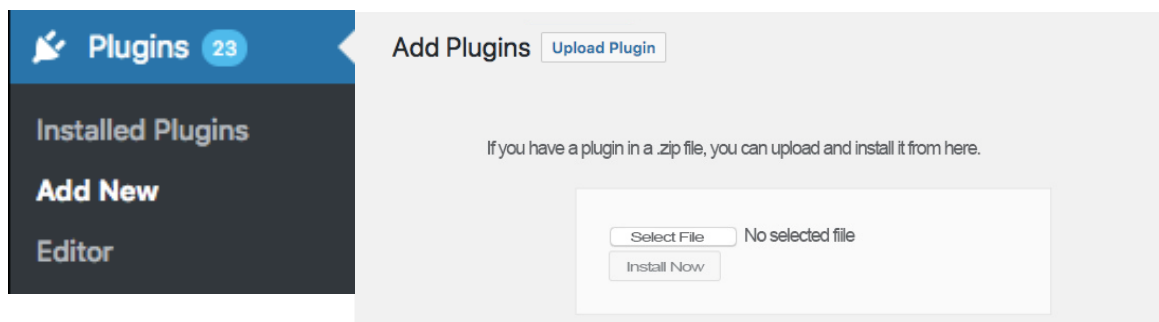 Plugins 23
Installed Plugins
Add New
Editor
Add Plugins Upload Plugin
If you have a plugin in a .zip file, you can upload and install it from here.
Select File No selected file
Install Now